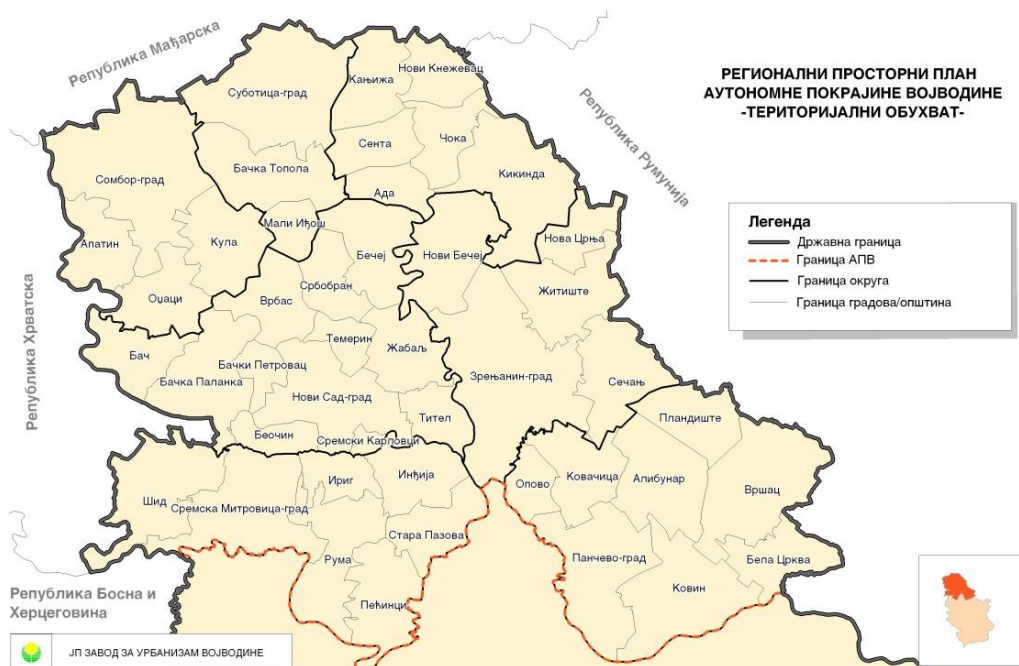 Република Мађарска
РЕГИОНАЛНИ ПРОСТОРНИ ПЛАН
АУТОНОМНЕ ПОКРАЈИНЕ ВОЈВОДИНЕ
-ТЕРИТОРИЈАЛНИ ОБУХВАТ-
Република Румунија
Легенда
Државна граница
Граница АПВ
Граница округа
Граница градова/општина
Нови Кнежевац
Кањижа
Суботица-град
Сента
Чока
Бачка Топола
Кикинда
Сомбор-град
Ада
Мали Иђош
Апатин
Кула
Бечеј
Нови Бечеј
Нова Црња
Србобран
Оџаци
Врбас
Житиште
Република Хрватска
Темерин
Жабаљ
Бач
Бачки Петровац
Бачка Паланка
Зрењанин-град
Сечањ
Нови Сад-град
Тител
Пландиште
Беочин
Сремски Карловци
Инђија
Ириг
Опово
Ковачица
Алибунар
Вршац
Шид
Сремска Митровица-град
Стара Пазова
Рума
Панчево-град
Бела Црква
Ковин
Пећинци
Република Босна и
Херцеговина
ЈП ЗАВОД ЗА УРБАНИЗАМ ВОЈВОДИНЕ